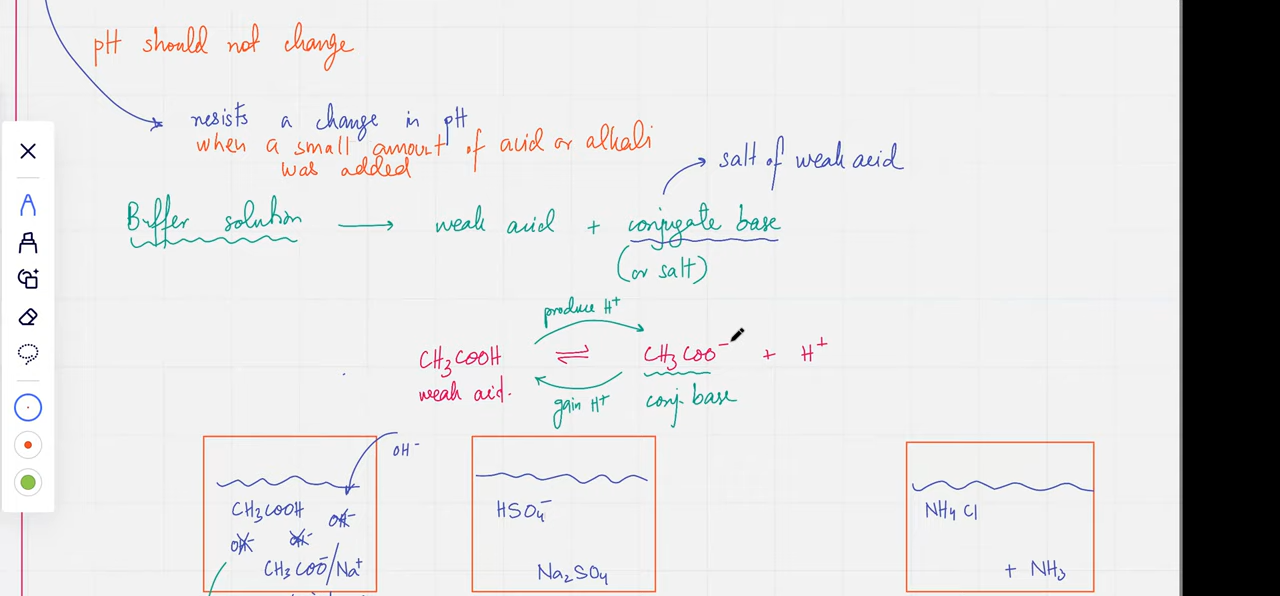 pH should not change
resists a change in pH
when a small amount of acid or alkali
was added
salt of weak acid
Buffer solution ⟶ weak acid + conjugate base
(or salt)
produce H⁺
CH₃COOH ⇌ CH₃COO⁻ + H⁺
weak aid.
gain H⁺
conj. base
OH⁻
CH₃COOH
OH⁻
OH⁻ OH⁻
CH₃COO⁻/Na⁺
HSO₄⁻
Na₂SO₄
NH₄Cl
+ NH₃